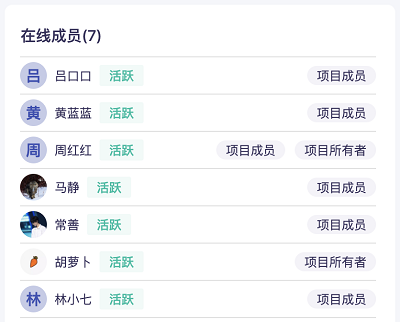 在线成员(7)
吕 吕口口 活跃 项目成员
黄 黄蓝蓝 活跃 项目成员
周 周红红 活跃 项目成员 项目所有者
马静 活跃 项目成员
常善 活跃 项目成员
胡萝卜 活跃 项目所有者
林 林小七 活跃 项目成员